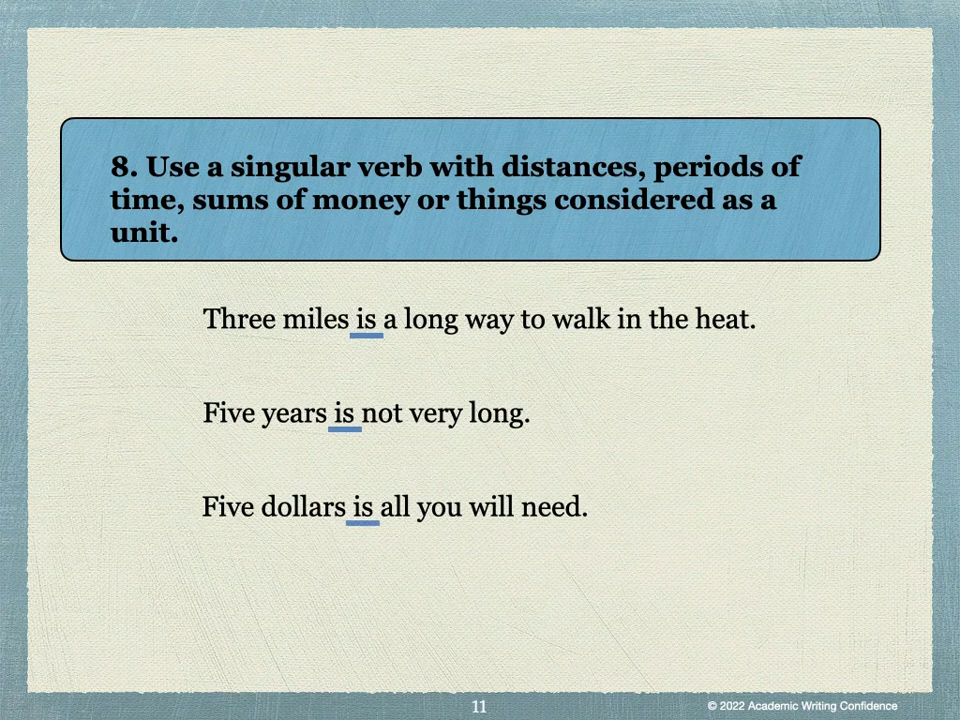 8. Use a singular verb with distances, periods of
time, sums of money or things considered as a
unit.
Three miles is a long way to walk in the heat.
Five years is not very long.
Five dollars is all you will need.
11
© 2022 Academic Writing Confidence